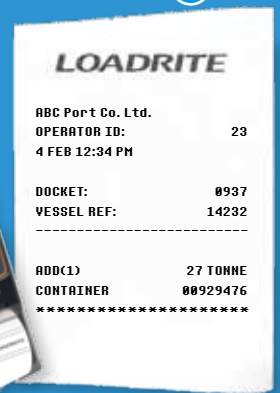 LOADRITE
ABC Port Co. Ltd.
OPERATOR ID: 23
4 FEB 12:34 PM
DOCKET: 0937
VESSEL REF: 14232
--------------------------
ADD(1) 27 TONNE
CONTAINER 00929476
*********************